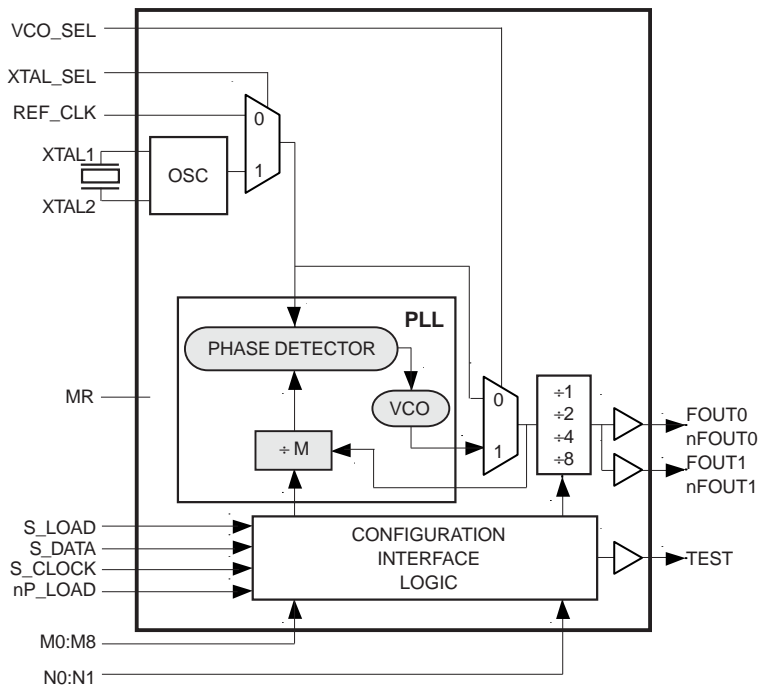 VCO_SEL
XTAL_SEL
REF_CLK
0
XTAL1
OSC
1
XTAL2
PLL
PHASE DETECTOR
MR
VCO
0
1
÷ M
÷1
÷2
÷4
÷8
FOUT0
nFOUT0
FOUT1
nFOUT1
S_LOAD
S_DATA
S_CLOCK
nP_LOAD
CONFIGURATION
INTERFACE
LOGIC
TEST
M0:M8
N0:N1